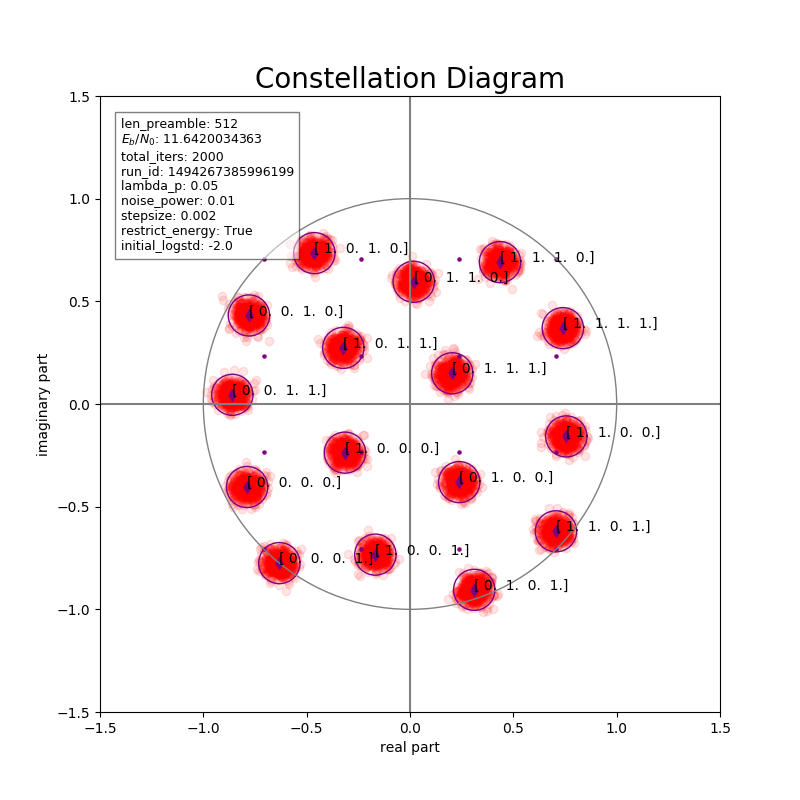 Constellation Diagram
len_preamble: 512
E_b/N_0: 11.6420034363
total_iters: 2000
run_id: 1494267385996199
lambda_p: 0.05
noise_power: 0.01
stepsize: 0.002
restrict_energy: True
initial_logstd: -2.0
1.5
1.0
0.5
0.0
−0.5
−1.0
−1.5
imaginary part
[ 1. 0. 1. 0.]
[ 1. 1. 1. 0.]
[ 0. 1. 1. 0.]
[ 0. 0. 1. 0.]
[ 1. 1. 1. 1.]
[ 1. 0. 1. 1.]
[ 0. 1. 1. 1.]
[ 0. 0. 1. 1.]
[ 1. 1. 0. 0.]
[ 1. 0. 0. 0.]
[ 0. 0. 0. 0.]
[ 0. 1. 0. 0.]
[ 1. 1. 0. 1.]
[ 0. 0. 0. 1.]
[ 1. 0. 0. 1.]
[ 0. 1. 0. 1.]
−1.5 −1.0 −0.5 0.0 0.5 1.0 1.5
real part